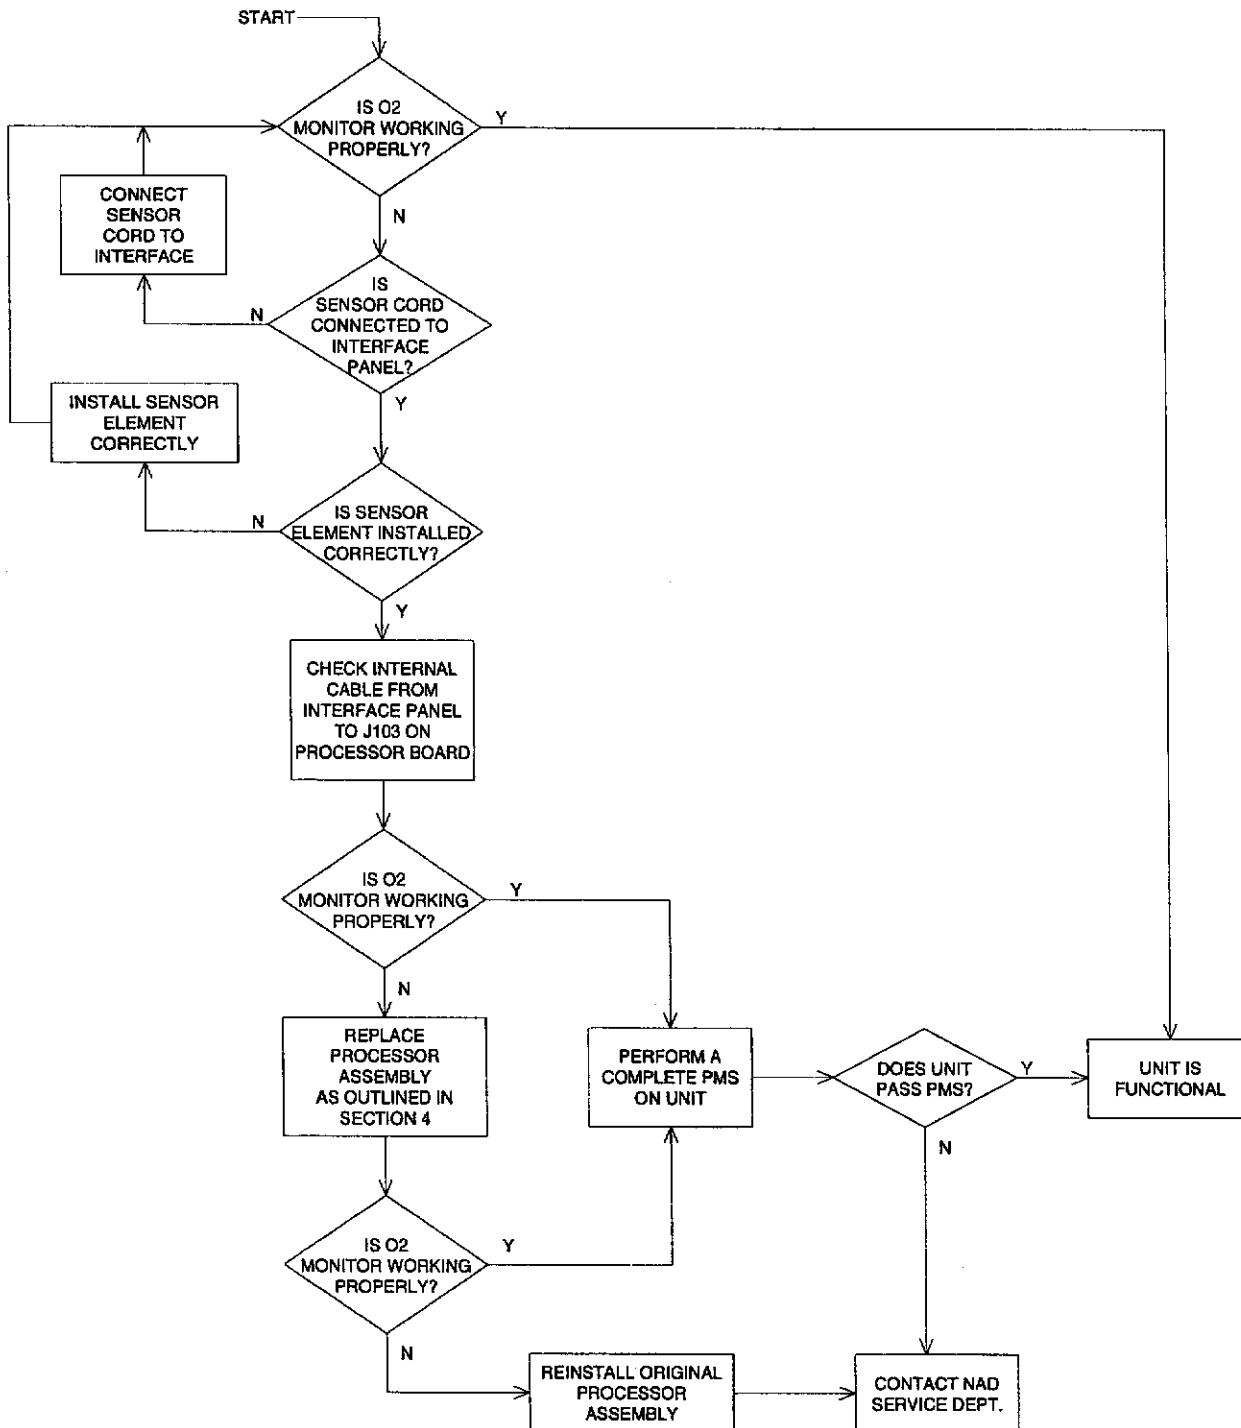 START
IS O2
MONITOR WORKING
PROPERLY?
Y
N
CONNECT
SENSOR
CORD TO
INTERFACE
IS
SENSOR CORD
CONNECTED TO
INTERFACE
PANEL?
N
Y
INSTALL SENSOR
ELEMENT
CORRECTLY
IS SENSOR
ELEMENT INSTALLED
CORRECTLY?
N
Y
CHECK INTERNAL
CABLE FROM
INTERFACE PANEL
TO J103 ON
PROCESSOR BOARD
IS O2
MONITOR WORKING
PROPERLY?
Y
N
REPLACE
PROCESSOR
ASSEMBLY
AS OUTLINED IN
SECTION 4
PERFORM A
COMPLETE PMS
ON UNIT
DOES UNIT
PASS PMS?
Y
N
UNIT IS
FUNCTIONAL
IS O2
MONITOR WORKING
PROPERLY?
Y
N
REINSTALL ORIGINAL
PROCESSOR
ASSEMBLY
CONTACT NAD
SERVICE DEPT.